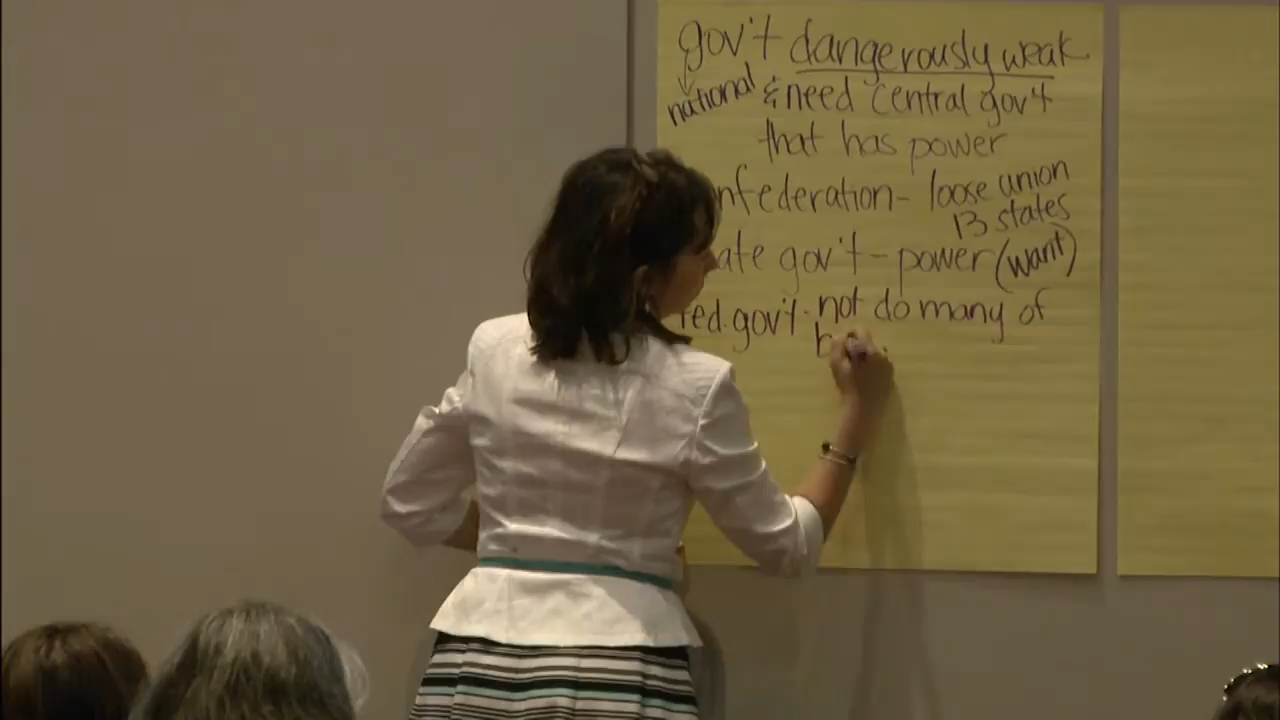 gov't dangerously weak
national & need central gov't
that has power
nfederation - loose union
13 states
ate gov't - power (want)
fed. gov't - not do many of
b